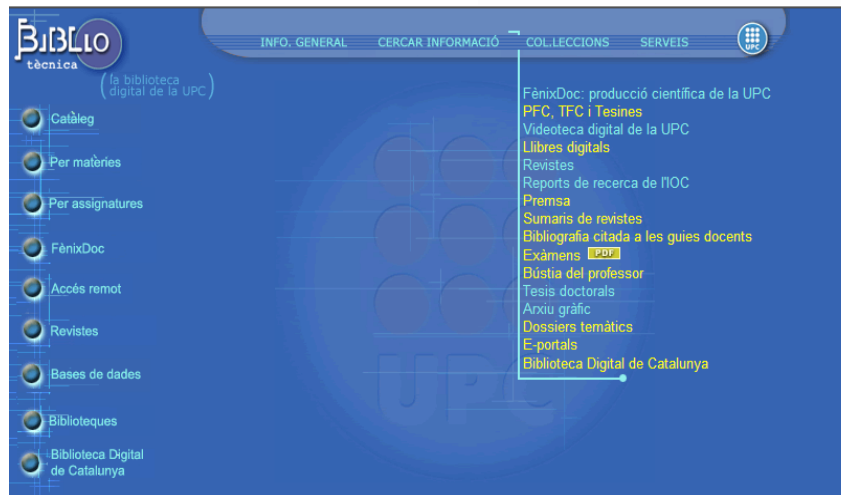 BIBLIO
tècnica
(la biblioteca
digital de la UPC)
INFO. GENERAL
CERCAR INFORMACIÓ
COL.LECCIONS
SERVEIS
UPC
Catàleg
Per matèries
Per assignatures
FènixDoc
Accés remot
Revistes
Bases de dades
Biblioteques
Biblioteca Digital
de Catalunya
FènixDoc: producció científica de la UPC
PFC, TFC i Tesines
Videoteca digital de la UPC
Llibres digitals
Revistes
Reports de recerca de l'IOC
Premsa
Sumaris de revistes
Bibliografia citada a les guies docents
Exàmens PDF
Bústia del professor
Tesis doctorals
Arxiu gràfic
Dossiers temàtics
E-portals
Biblioteca Digital de Catalunya
UPC